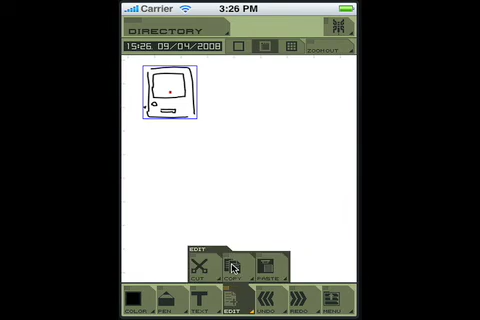 Carrier 3:26 PM
DIRECTORY
15:26. 09/04/2008 ZOOM OUT
EDIT
CUT COPY PASTE
COLOR PEN TEXT EDIT UNDO REDO MENU